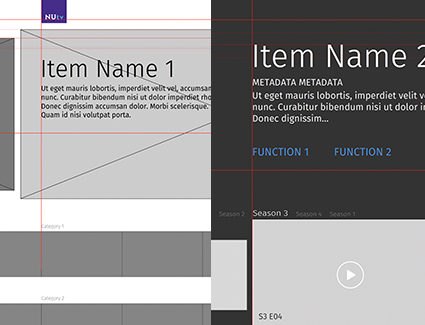 NUtv
Item Name 1
Ut eget mauris lobortis, imperdiet velit vel, accumsan
nunc. Curabitur bibendum nisi ut dolor imperdiet rho
Donec dignissim accumsan dolor. Morbi scelerisque.
Quam id nisi volutpat porta.
Category 1
Category 2
Item Name 2
METADATA METADATA
Ut eget mauris lobortis, imperdiet ve
nunc. Curabitur bibendum nisi ut dolor
Donec dignissim...
FUNCTION 1 FUNCTION 2
Season 2 Season 3 Season 4 Season 1
S3 E04